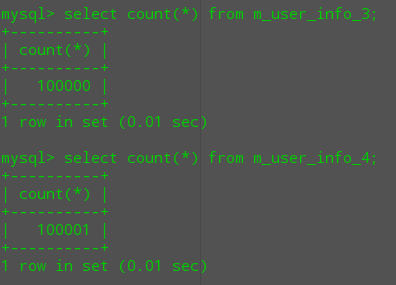 mysql> select count(*) from m_user_info_3;
+----------+
| count(*) |
+----------+
|   100000 |
+----------+
1 row in set (0.01 sec)

mysql> select count(*) from m_user_info_4;
+----------+
| count(*) |
+----------+
|   100001 |
+----------+
1 row in set (0.01 sec)